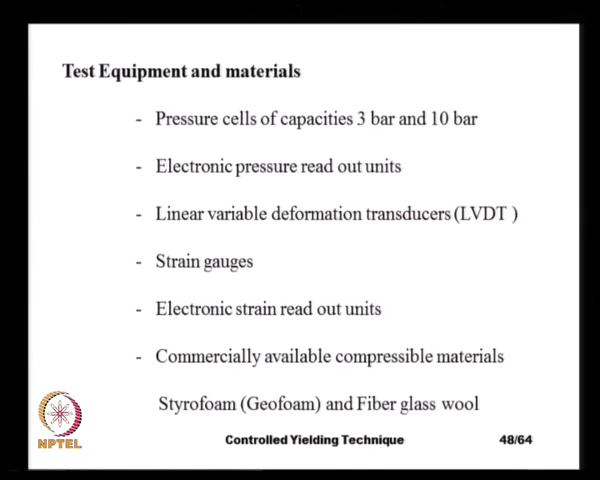 Test Equipment and materials
- Pressure cells of capacities 3 bar and 10 bar
- Electronic pressure read out units
- Linear variable deformation transducers (LVDT )
- Strain gauges
- Electronic strain read out units
- Commercially available compressible materials
Styrofoam (Geofoam) and Fiber glass wool
NPTEL
Controlled Yielding Technique 48/64